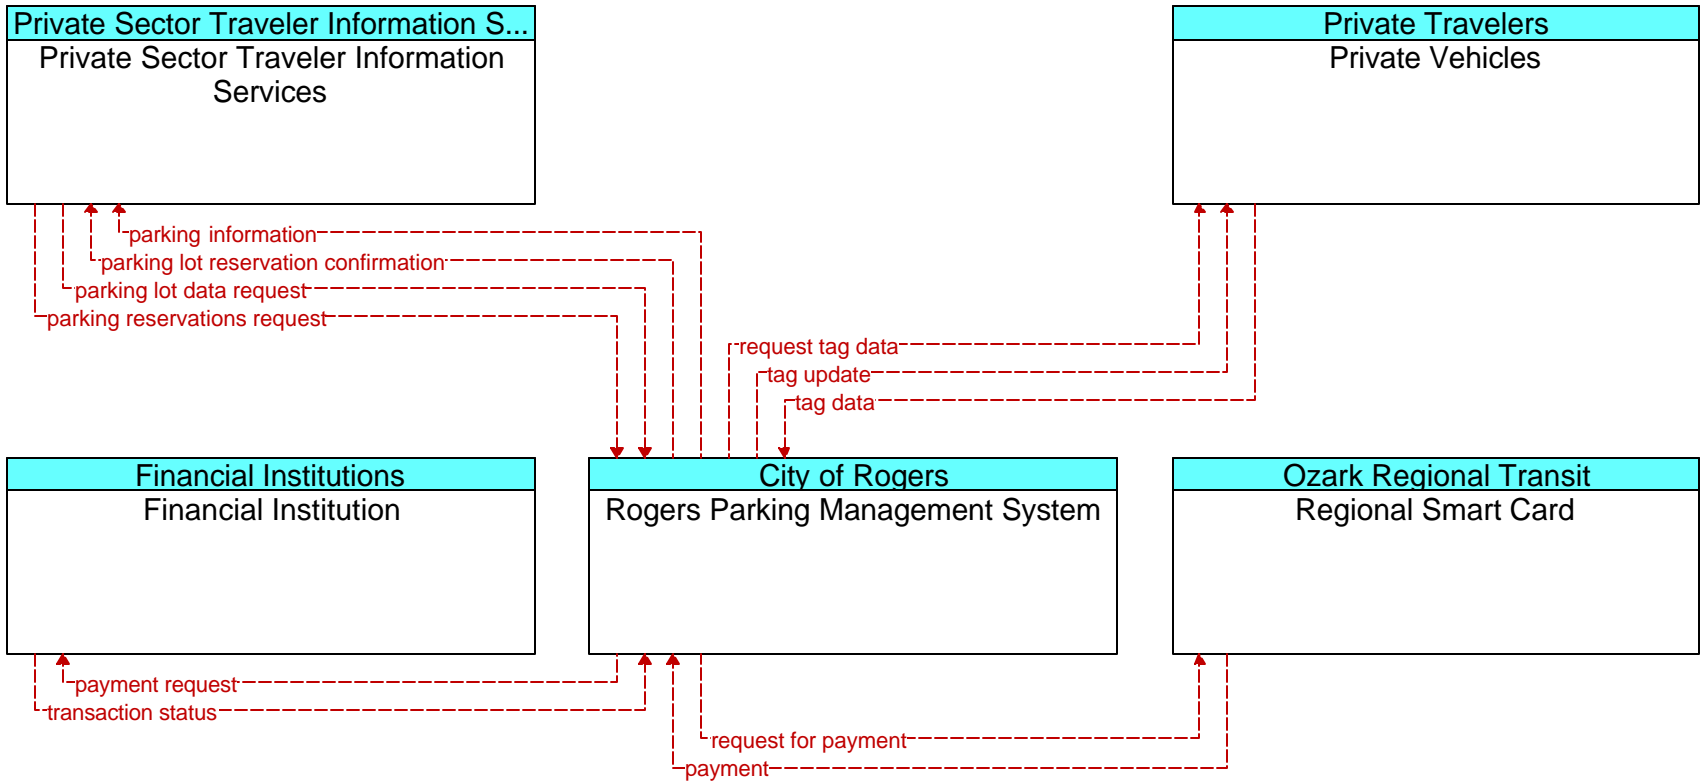 Private Sector Traveler Information S...
Private Sector Traveler Information
Services
Private Travelers
Private Vehicles
parking information
parking lot reservation confirmation
parking lot data request
parking reservations request
request tag data
tag update
tag data
Financial Institutions
Financial Institution
City of Rogers
Rogers Parking Management System
Ozark Regional Transit
Regional Smart Card
payment request
transaction status
request for payment
payment